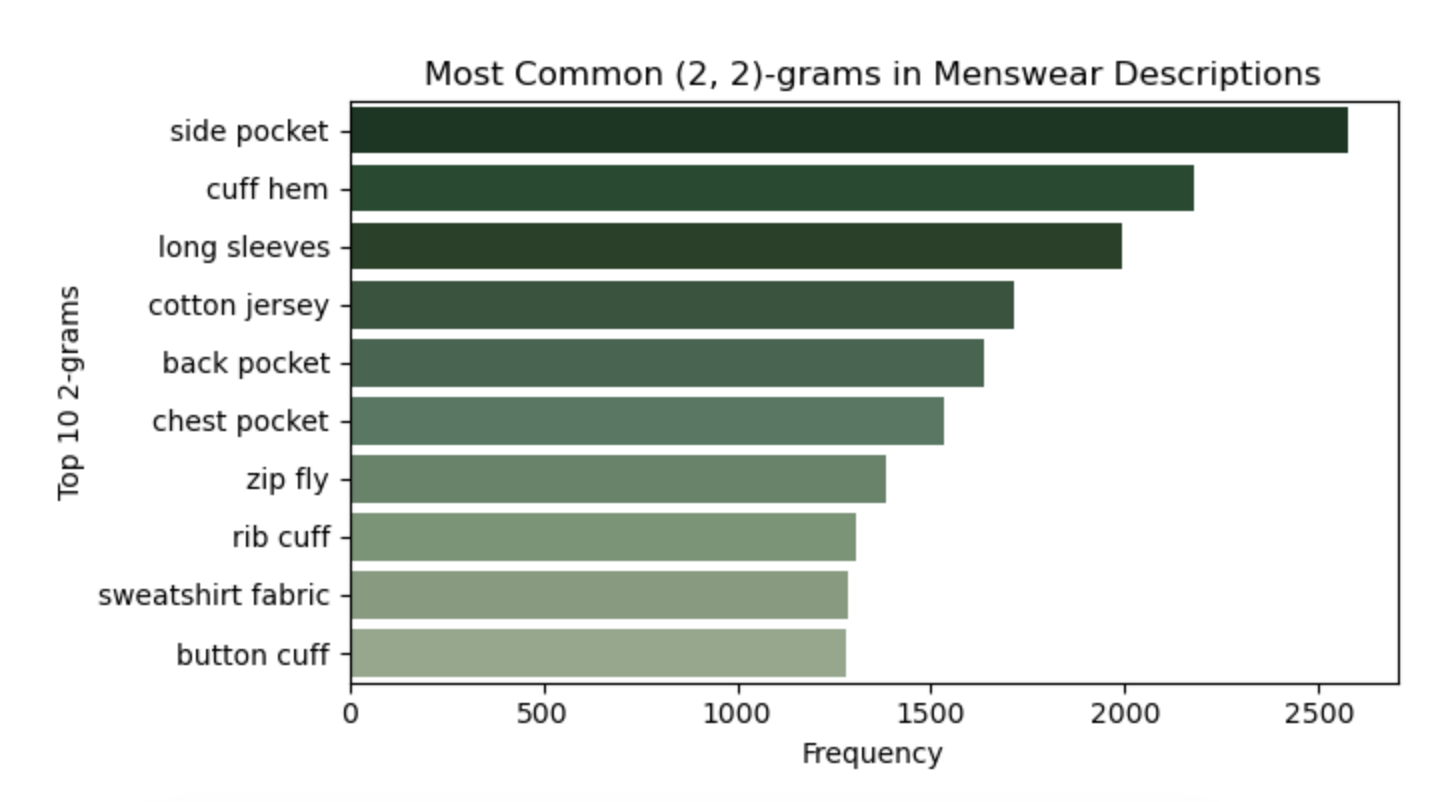 Most Common (2, 2)-grams in Menswear Descriptions
Top 10 2-grams
side pocket
cuff hem
long sleeves
cotton jersey
back pocket
chest pocket
zip fly
rib cuff
sweatshirt fabric
button cuff
0 500 1000 1500 2000 2500
Frequency